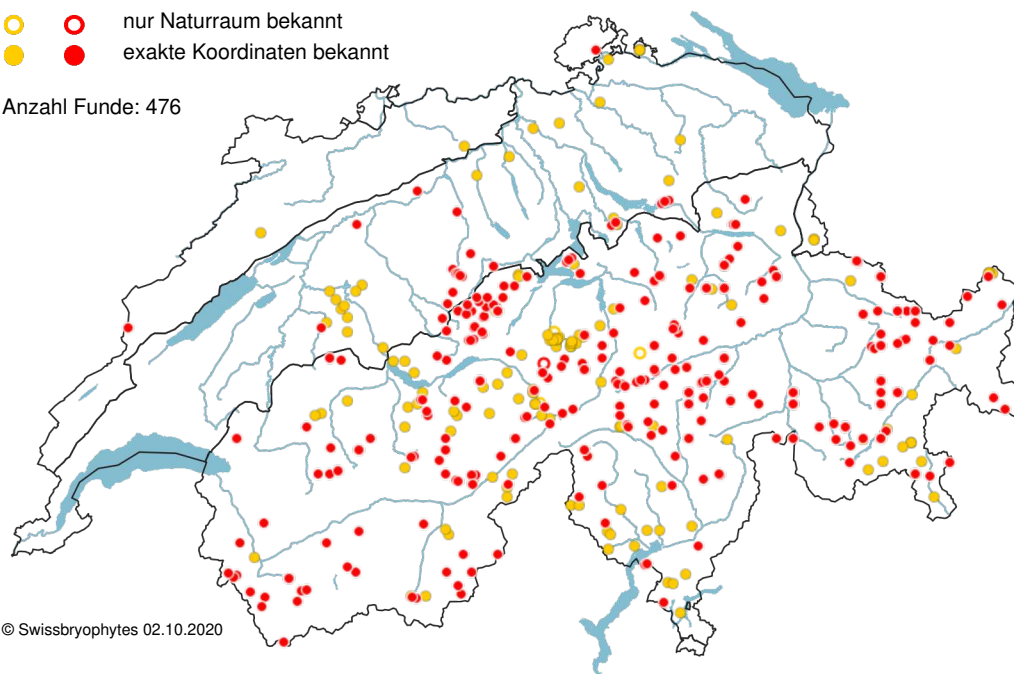 nur Naturraum bekannt
exakte Koordinaten bekannt
Anzahl Funde: 476
© Swissbryophytes 02.10.2020